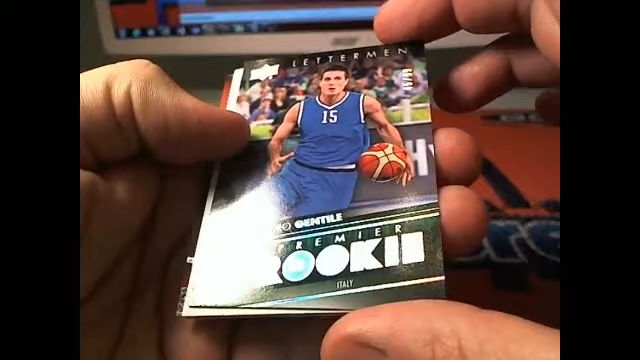 LETTERMEN
15
GENTILE
PREMIER
ROOKIE
ITALY